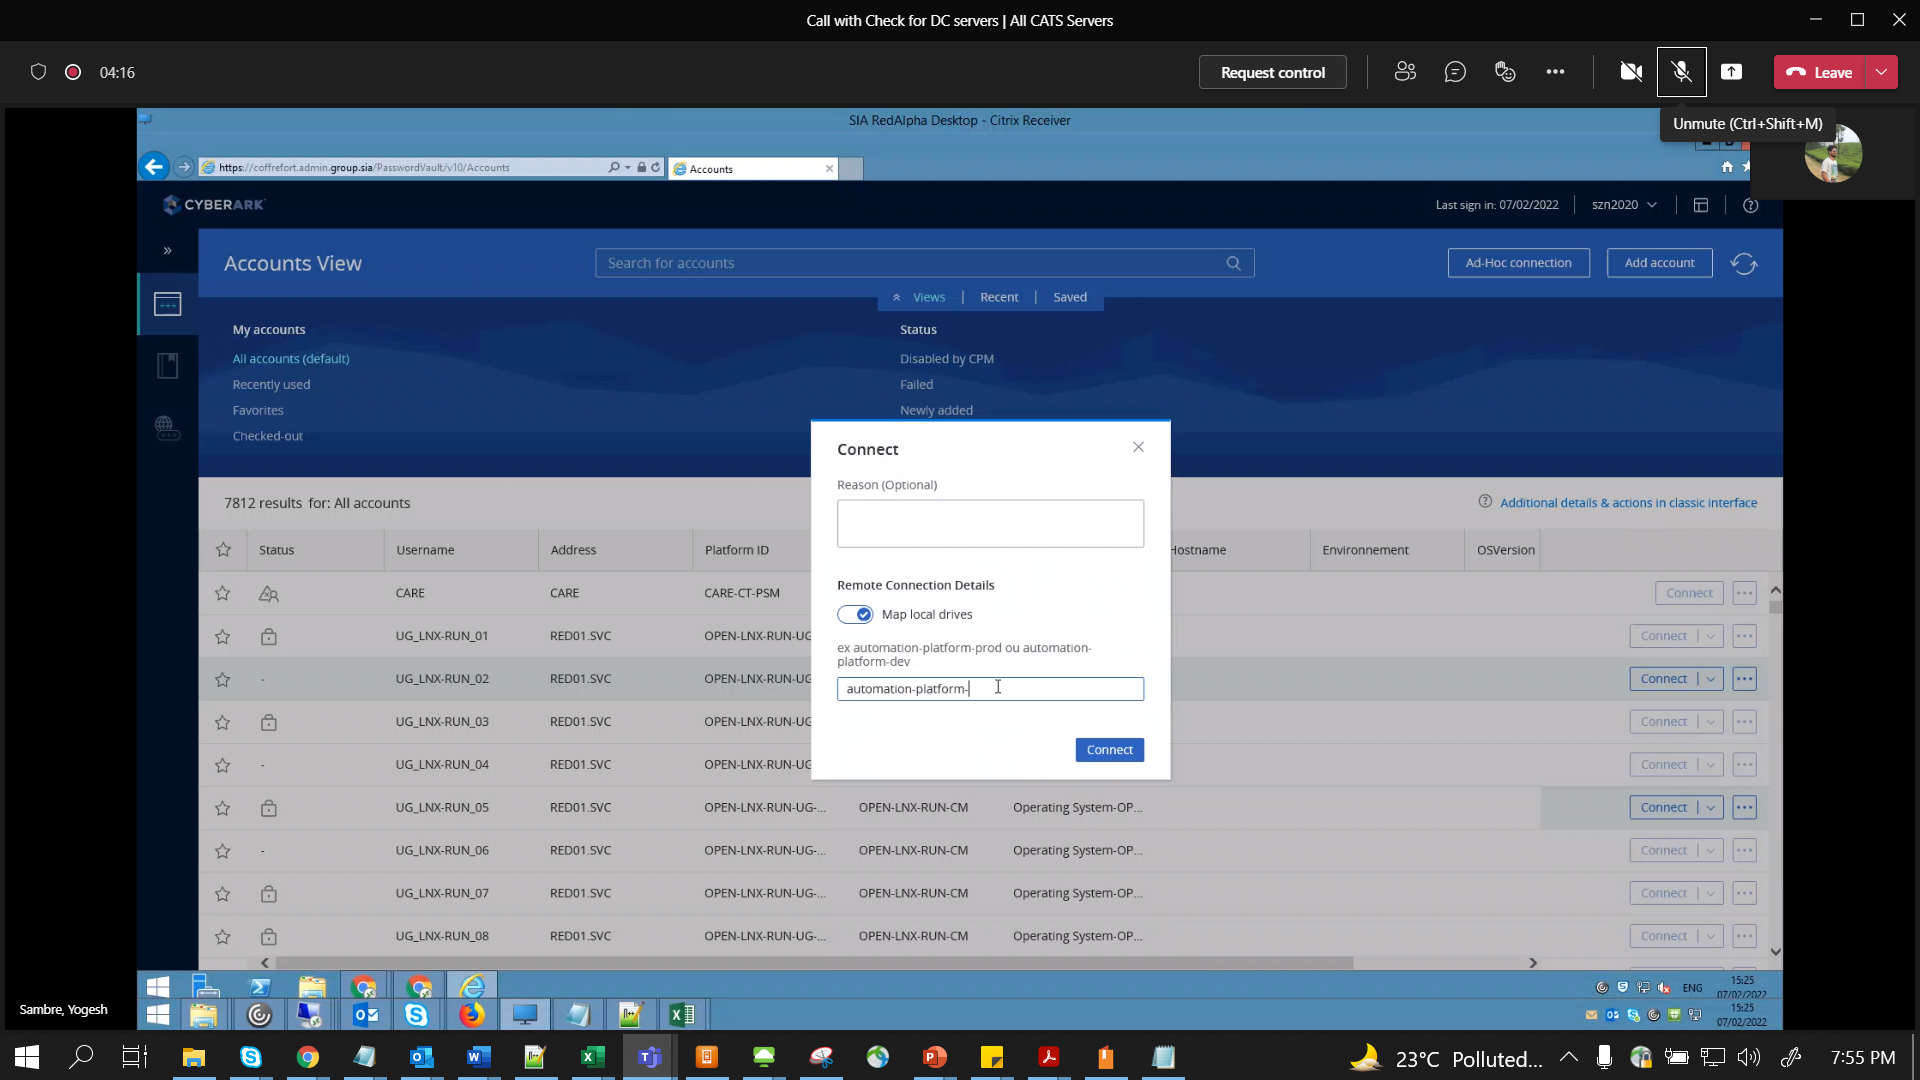 Call with Check for DC servers | All CATS Servers
04:16
Request control
Leave
Unmute (Ctrl+Shift+M)
SIA RedAlpha Desktop - Citrix Receiver
https://coffrefort.admin.group.sia/PasswordVault/v10/Accounts
Accounts
CYBERARK
Last sign in: 07/02/2022
szn2020
Accounts View
Search for accounts
Ad-Hoc connection
Add account
Views | Recent | Saved
My accounts
Status
All accounts (default)
Disabled by CPM
Recently used
Failed
Favorites
Newly added
Checked-out
Connect
Reason (Optional)
Remote Connection Details
Map local drives
ex automation-platform-prod ou automation-
platform-dev
automation-platform-
Connect
7812 results for: All accounts
Additional details & actions in classic interface
Status Username Address Platform ID Hostname Environnement OSVersion
CARE CARE CARE-CT-PSM Connect
UG_LNX-RUN_01 RED01.SVC OPEN-LNX-RUN-UG Connect
- UG_LNX-RUN_02 RED01.SVC OPEN-LNX-RUN-UG Connect
UG_LNX-RUN_03 RED01.SVC OPEN-LNX-RUN-UG Connect
- UG_LNX-RUN_04 RED01.SVC OPEN-LNX-RUN-UG Connect
UG_LNX-RUN_05 RED01.SVC OPEN-LNX-RUN-UG-... OPEN-LNX-RUN-CM Operating System-OP... Connect
- UG_LNX-RUN_06 RED01.SVC OPEN-LNX-RUN-UG-... OPEN-LNX-RUN-CM Operating System-OP... Connect
UG_LNX-RUN_07 RED01.SVC OPEN-LNX-RUN-UG-... OPEN-LNX-RUN-CM Operating System-OP... Connect
UG_LNX-RUN_08 RED01.SVC OPEN-LNX-RUN-UG-... OPEN-LNX-RUN-CM Operating System-OP... Connect
ENG
15:25
07/02/2022
15:25
07/02/2022
Sambre, Yogesh
23°C Polluted...
7:55 PM